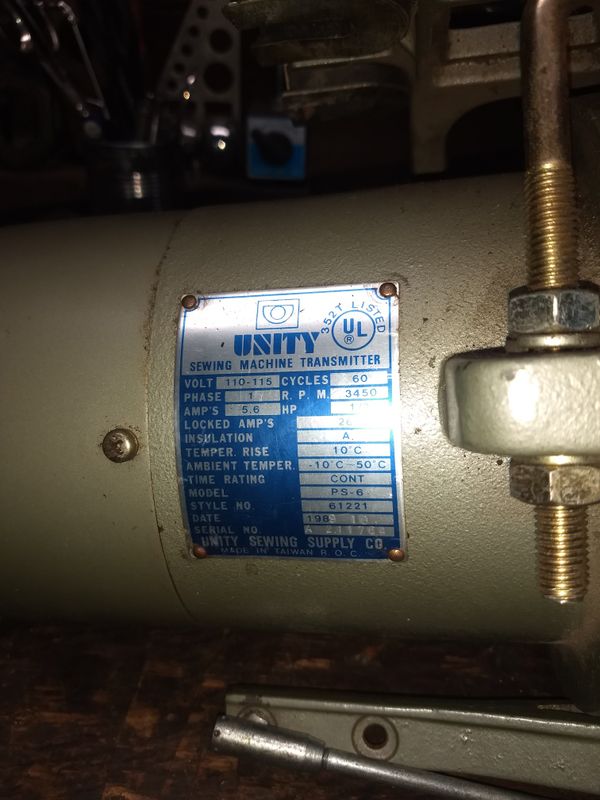 352T LISTED
UL
®
UNITY
SEWING MACHINE TRANSMITTER
VOLT 110-115 CYCLES 60
PHASE 1 R. P. M. 3450
AMP'S 5.6 HP
LOCKED AMP'S
INSULATION A.
TEMPER. RISE 10°C
AMBIENT TEMPER. -10°C~50°C
TIME RATING CONT
MODEL PS-6
STYLE NO. 61221
DATE
SERIAL NO.
UNITY SEWING SUPPLY CO.
MADE IN TAIWAN R.O.C.